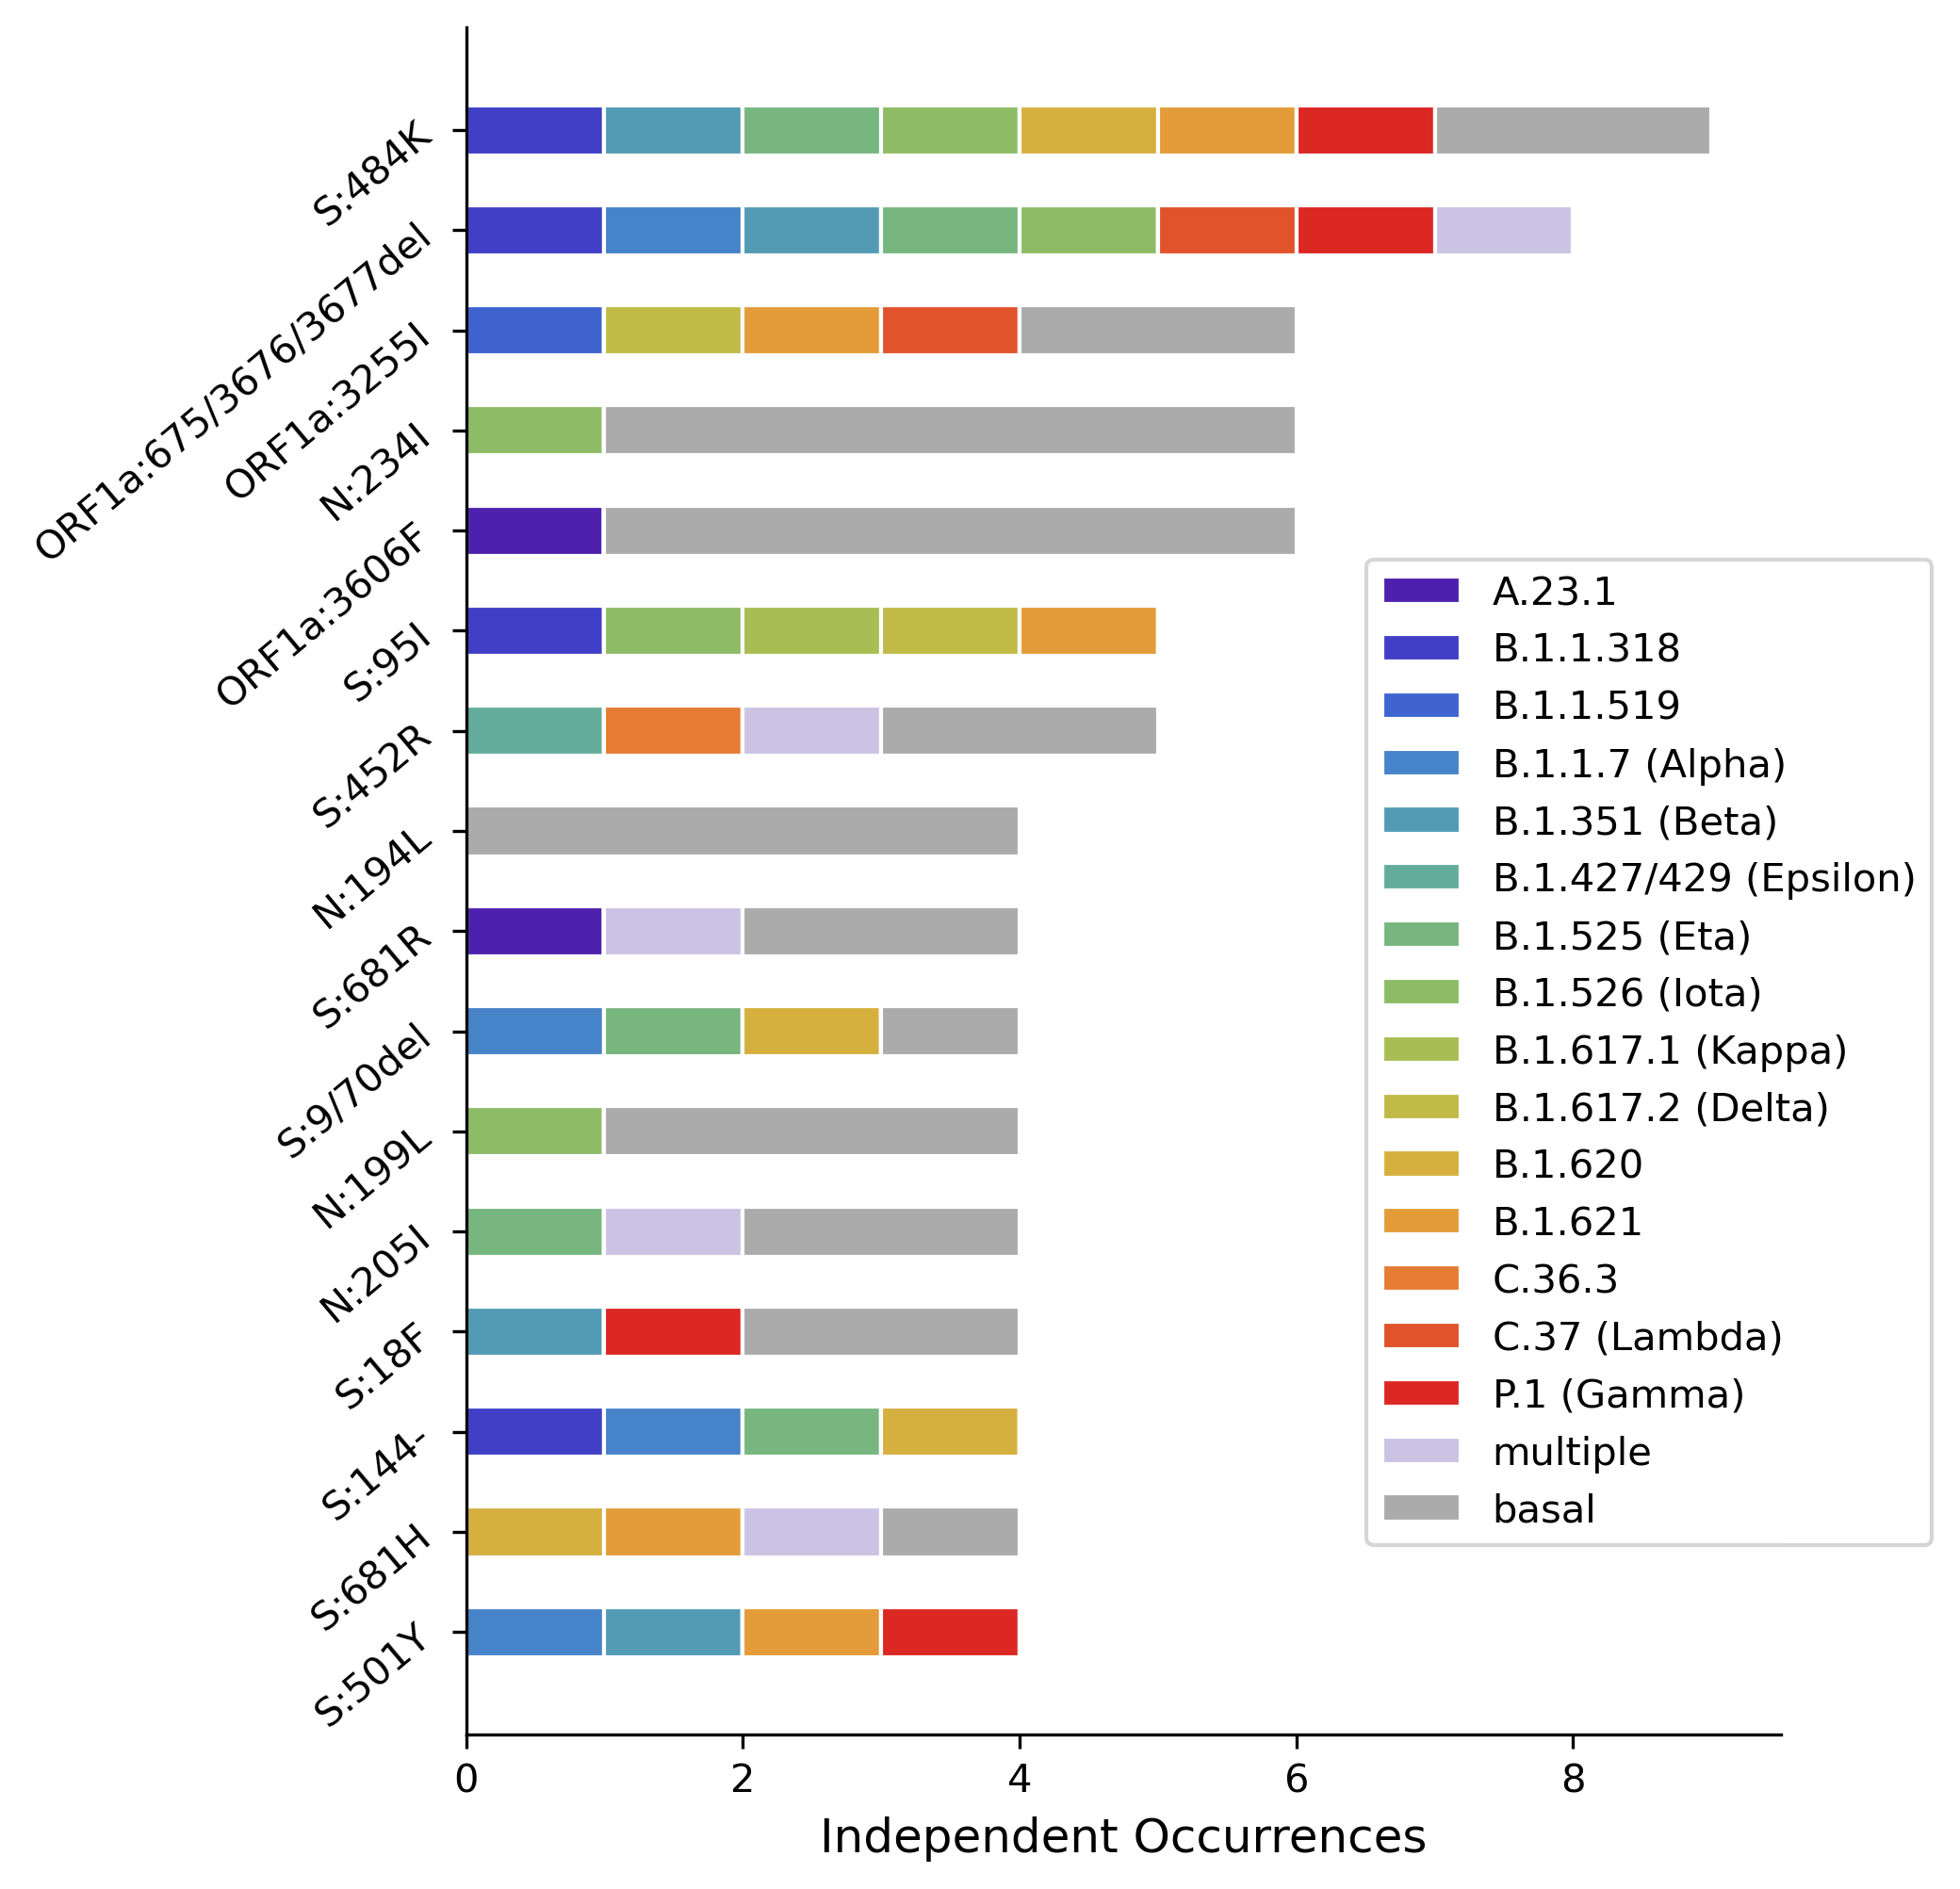 S:484K
ORF1a:675/3676/3677del
ORF1a:3255I
N:234I
ORF1a:3606F
S:95I
S:452R
N:194L
S:681R
S:9/70del
N:199L
N:205I
S:18F
S:144-
S:681H
S:501Y
A.23.1
B.1.1.318
B.1.1.519
B.1.1.7 (Alpha)
B.1.351 (Beta)
B.1.427/429 (Epsilon)
B.1.525 (Eta)
B.1.526 (Iota)
B.1.617.1 (Kappa)
B.1.617.2 (Delta)
B.1.620
B.1.621
C.36.3
C.37 (Lambda)
P.1 (Gamma)
multiple
basal
0 2 4 6 8
Independent Occurrences